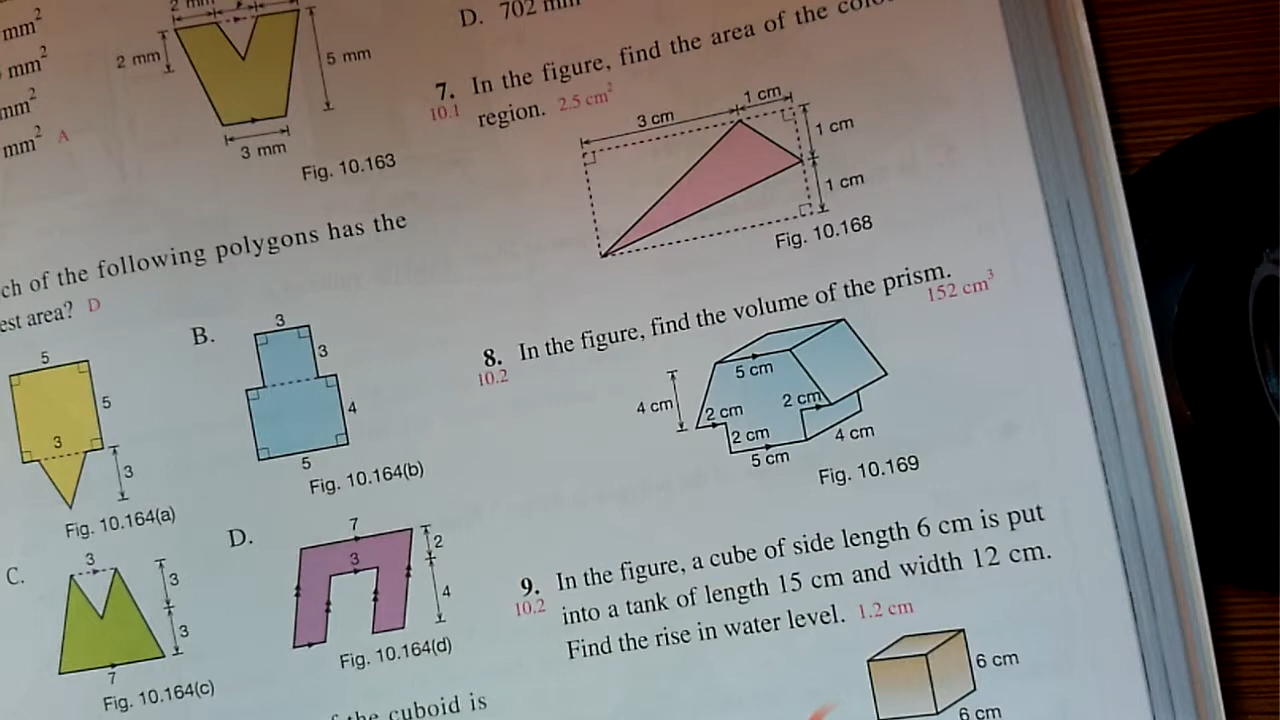 mm²
mm²
mm²
mm² A
2 mm
2 mm
5 mm
3 mm
Fig. 10.163
ch of the following polygons has the
est area? D
5
5
3
3
Fig. 10.164(a)
B.
3
3
4
5
Fig. 10.164(b)
C.
3
3
3
7
Fig. 10.164(c)
D.
7
2
3
4
Fig. 10.164(d)
the cuboid is
D. 702
7. In the figure, find the area of the
10.1 region. 2.5 cm²
3 cm
1 cm
1 cm
1 cm
Fig. 10.168
8. In the figure, find the volume of the prism.
10.2
152 cm³
5 cm
4 cm
2 cm
2 cm
2 cm
4 cm
5 cm
Fig. 10.169
9. In the figure, a cube of side length 6 cm is put
10.2 into a tank of length 15 cm and width 12 cm.
Find the rise in water level. 1.2 cm
6 cm
6 cm